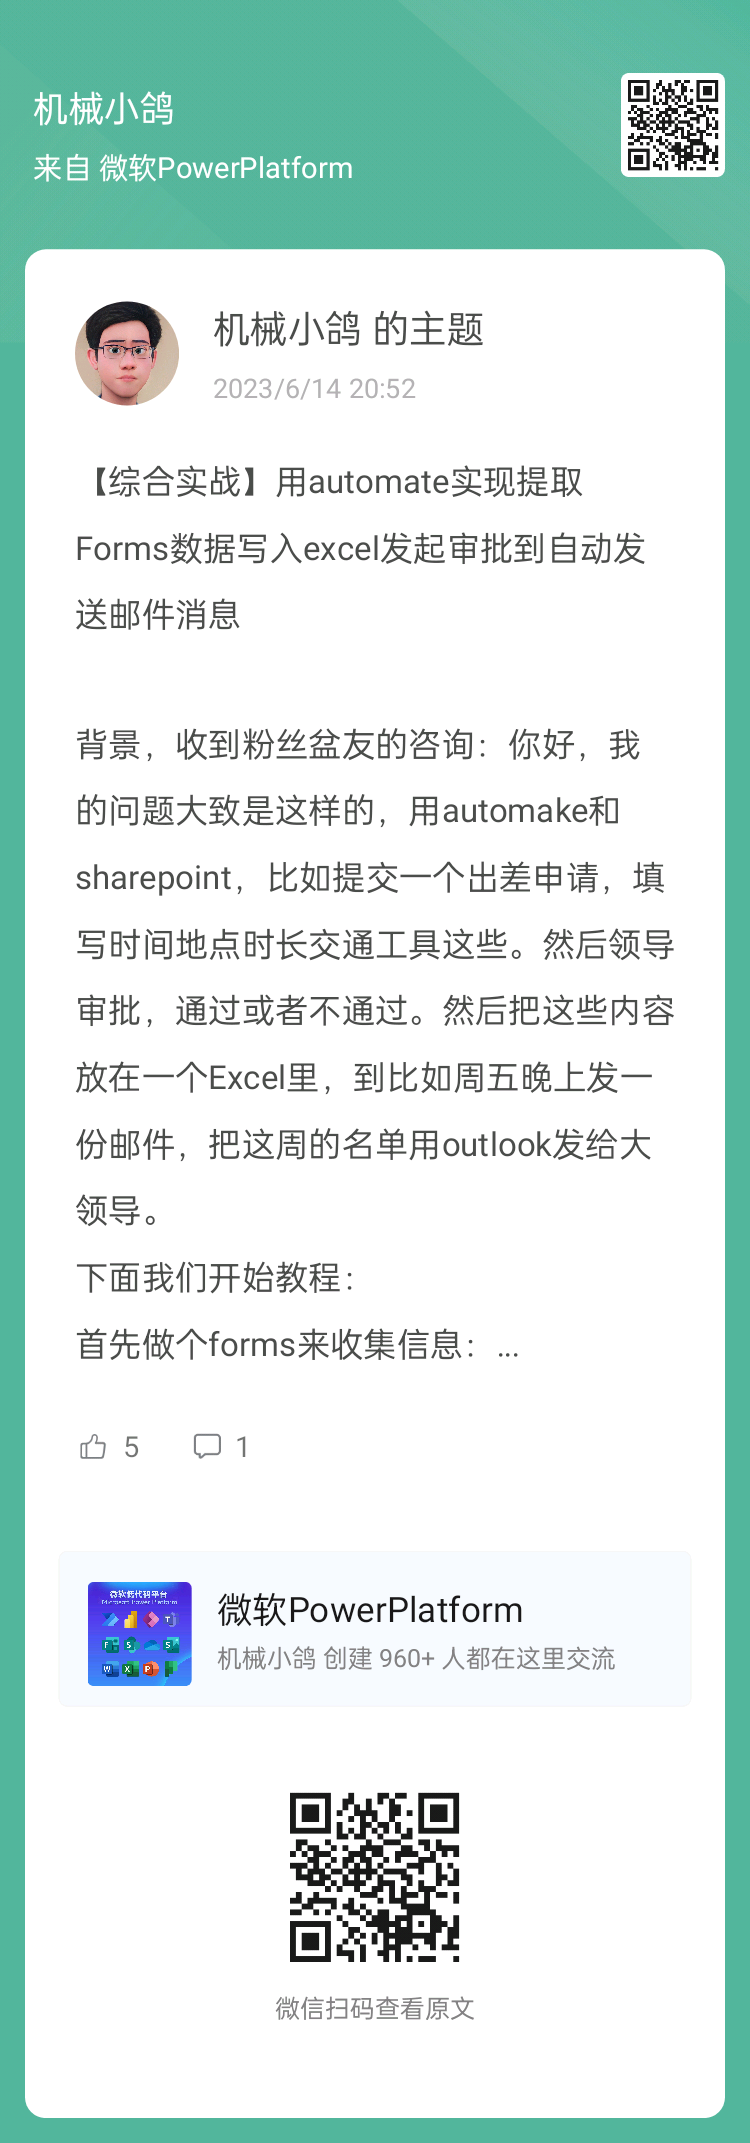 机械小鸽
来自 微软PowerPlatform
机械小鸽 的主题
2023/6/14 20:52
【综合实战】用automate实现提取
Forms数据写入excel发起审批到自动发
送邮件消息
背景，收到粉丝盆友的咨询：你好，我
的问题大致是这样的，用automake和
sharepoint，比如提交一个出差申请，填
写时间地点时长交通工具这些。然后领导
审批，通过或者不通过。然后把这些内容
放在一个Excel里，到比如周五晚上发一
份邮件，把这周的名单用outlook发给大
领导。
下面我们开始教程：
首先做个forms来收集信息：...
5 1
微软低代码平台
Microsoft Power Platform
微软PowerPlatform
机械小鸽 创建 960+ 人都在这里交流
微信扫码查看原文